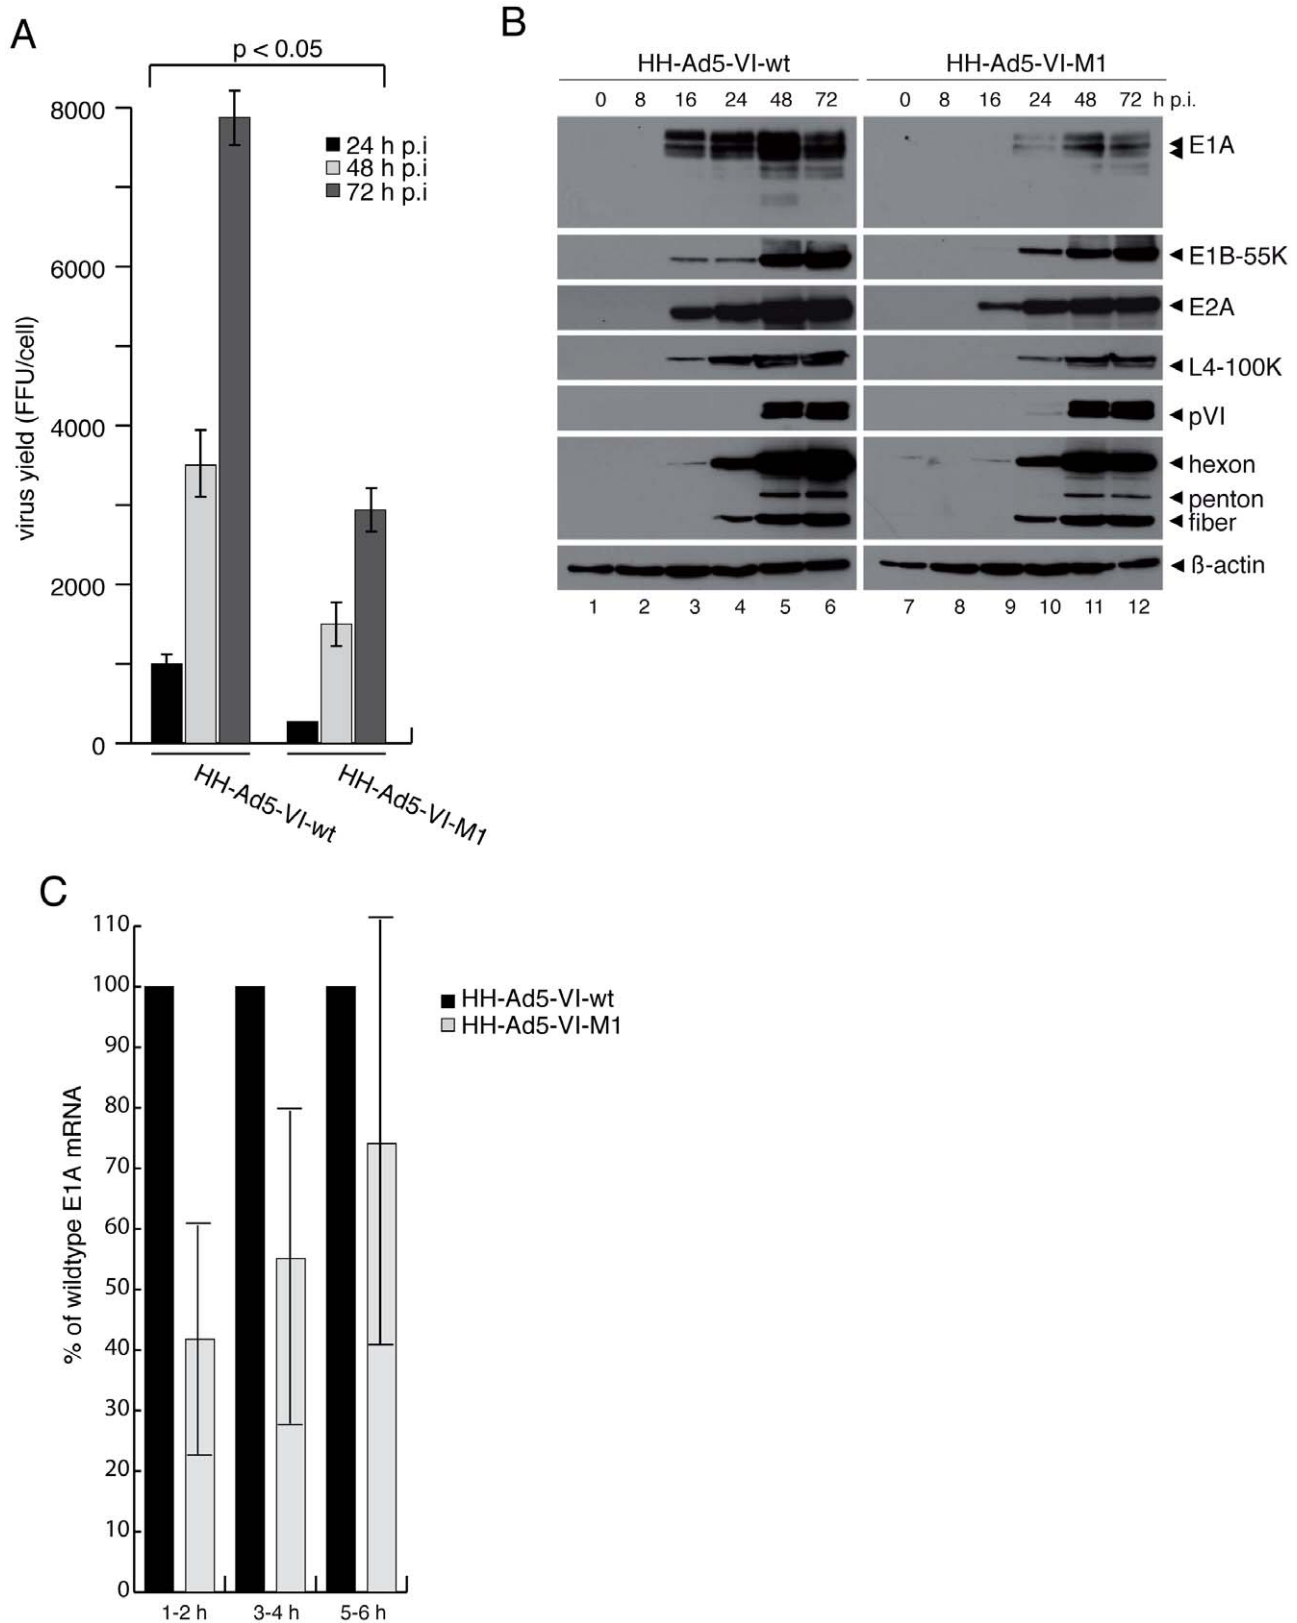 A
p < 0.05
8000
6000
4000
2000
0
virus yield (FFU/cell)
24 h p.i
48 h p.i
72 h p.i
HH-Ad5-VI-wt
HH-Ad5-VI-M1
B
HH-Ad5-VI-wt HH-Ad5-VI-M1
0 8 16 24 48 72 0 8 16 24 48 72 h p.i.
E1A
E1B-55K
E2A
L4-100K
pVI
hexon
penton
fiber
ß-actin
1 2 3 4 5 6 7 8 9 10 11 12
C
110
100
90
80
70
60
50
40
30
20
10
0
% of wildtype E1A mRNA
HH-Ad5-VI-wt
HH-Ad5-VI-M1
1-2 h 3-4 h 5-6 h